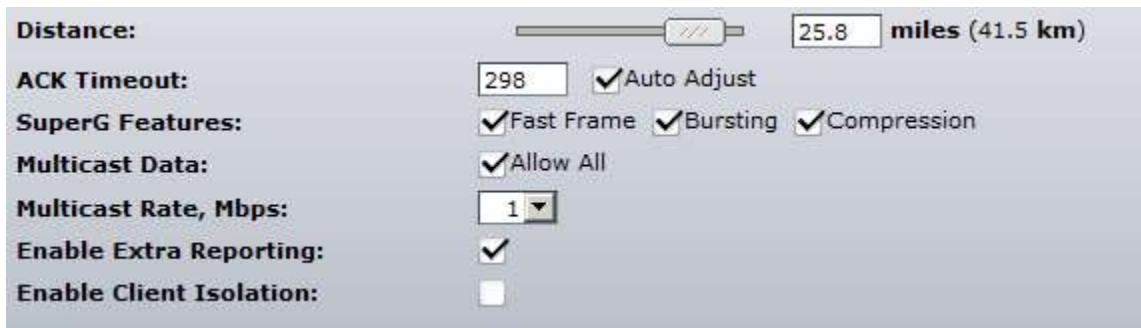 Distance: 25.8 miles (41.5 km)
ACK Timeout: 298 Auto Adjust
SuperG Features: Fast Frame Bursting Compression
Multicast Data: Allow All
Multicast Rate, Mbps: 1
Enable Extra Reporting:
Enable Client Isolation: